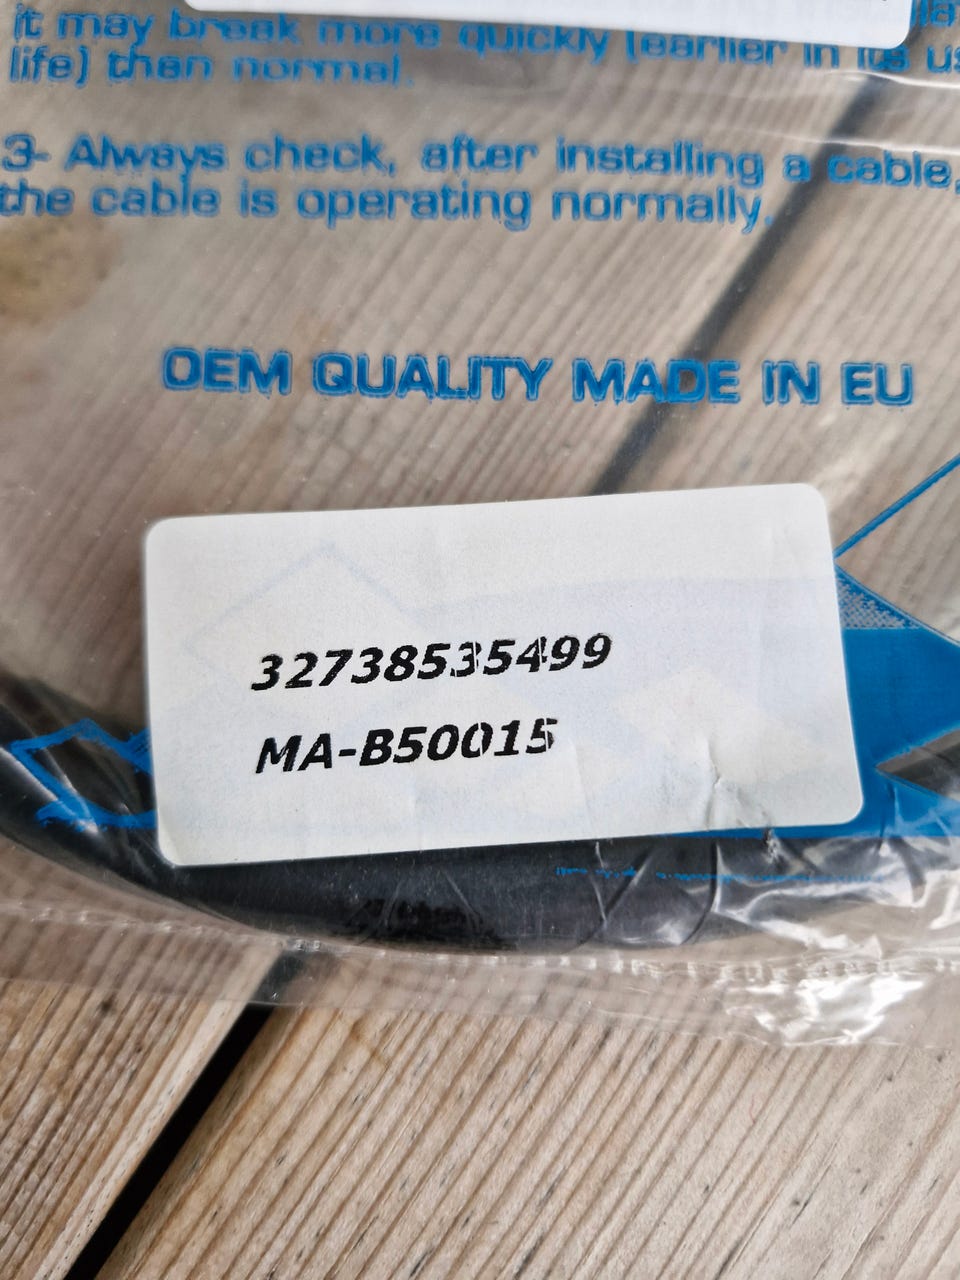 it may break more quickly (earlier in its
life) than normal.
3- Always check, after installing a cable,
the cable is operating normally.
OEM QUALITY MADE IN EU
32738535499
MA-B50015